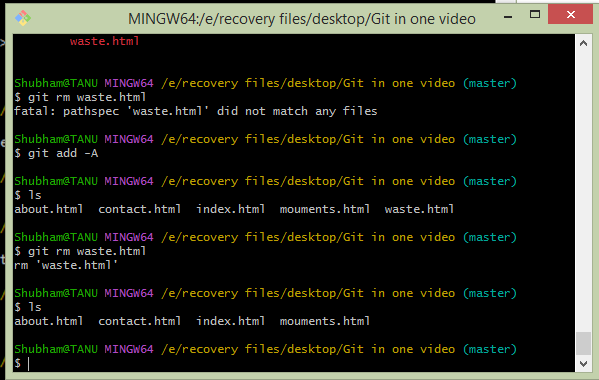 MINGW64:/e/recovery files/desktop/Git in one video
waste.html
Shubham@TANU MINGW64 /e/recovery files/desktop/Git in one video (master)
$ git rm waste.html
fatal: pathspec 'waste.html' did not match any files
Shubham@TANU MINGW64 /e/recovery files/desktop/Git in one video (master)
$ git add -A
Shubham@TANU MINGW64 /e/recovery files/desktop/Git in one video (master)
$ ls
about.html  contact.html  index.html  mouments.html  waste.html
Shubham@TANU MINGW64 /e/recovery files/desktop/Git in one video (master)
$ git rm waste.html
rm 'waste.html'
Shubham@TANU MINGW64 /e/recovery files/desktop/Git in one video (master)
$ ls
about.html  contact.html  index.html  mouments.html
Shubham@TANU MINGW64 /e/recovery files/desktop/Git in one video (master)
$